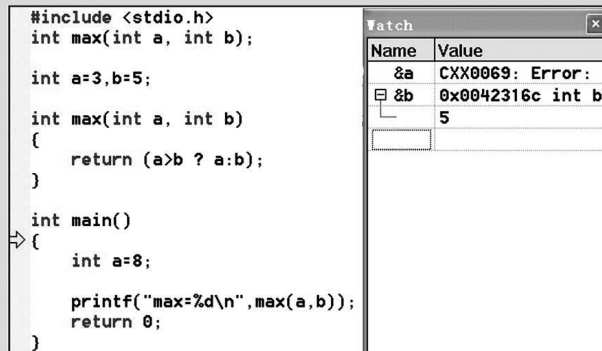 #include <stdio.h>
int max(int a, int b);
int a=3,b=5;
int max(int a, int b)
{
return (a>b ? a:b);
}
int main()
{
int a=8;
printf("max=%d\n",max(a,b));
return 0;
}
Watch
Name Value
&a CXX0069: Error:
&b 0x0042316c int b
5